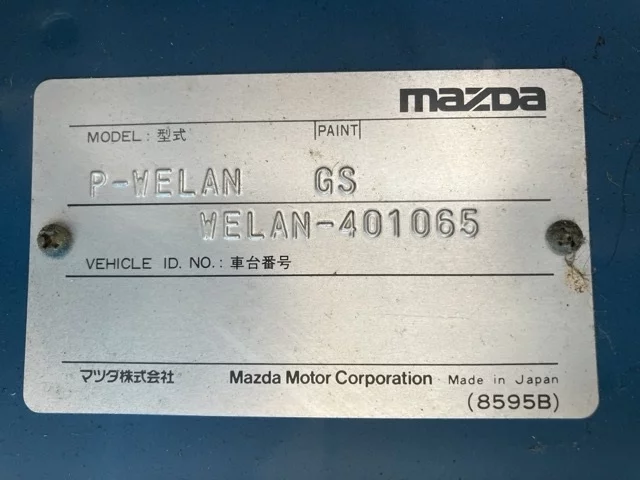 mazda
MODEL: 型式 PAINT
P-WELAN GS
WELAN-401065
VEHICLE ID. NO.: 車台番号
マツダ株式会社 Mazda Motor Corporation Made in Japan
(8595B)